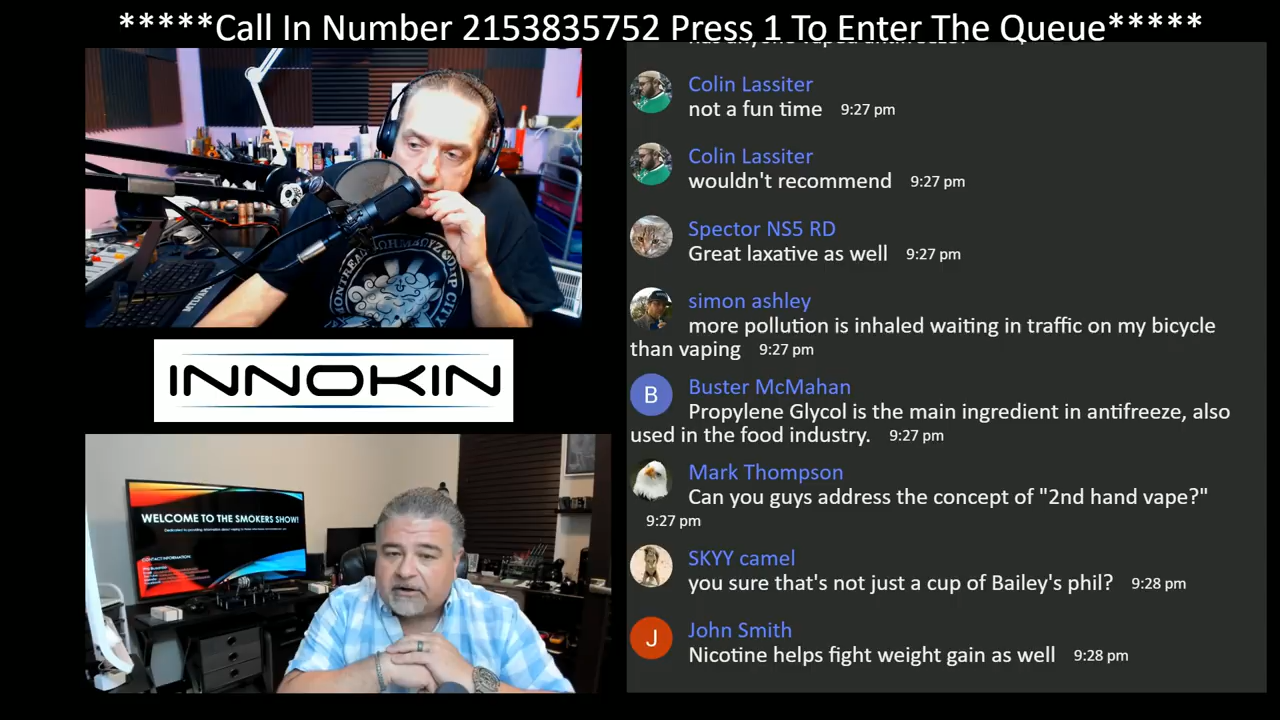 *****Call In Number 2153835752 Press 1 To Enter The Queue*****
Colin Lassiter
not a fun time 9:27 pm
Colin Lassiter
wouldn't recommend 9:27 pm
Spector NS5 RD
Great laxative as well 9:27 pm
simon ashley
more pollution is inhaled waiting in traffic on my bicycle
than vaping 9:27 pm
B
Buster McMahan
Propylene Glycol is the main ingredient in antifreeze, also
used in the food industry. 9:27 pm
Mark Thompson
Can you guys address the concept of "2nd hand vape?"
9:27 pm
SKYY camel
you sure that's not just a cup of Bailey's phil? 9:28 pm
J
John Smith
Nicotine helps fight weight gain as well 9:28 pm
MONTREAL
CORP CITY
INNOKIN
WELCOME TO THE SMOKERS SHOW!
CONTACT INFORMATION